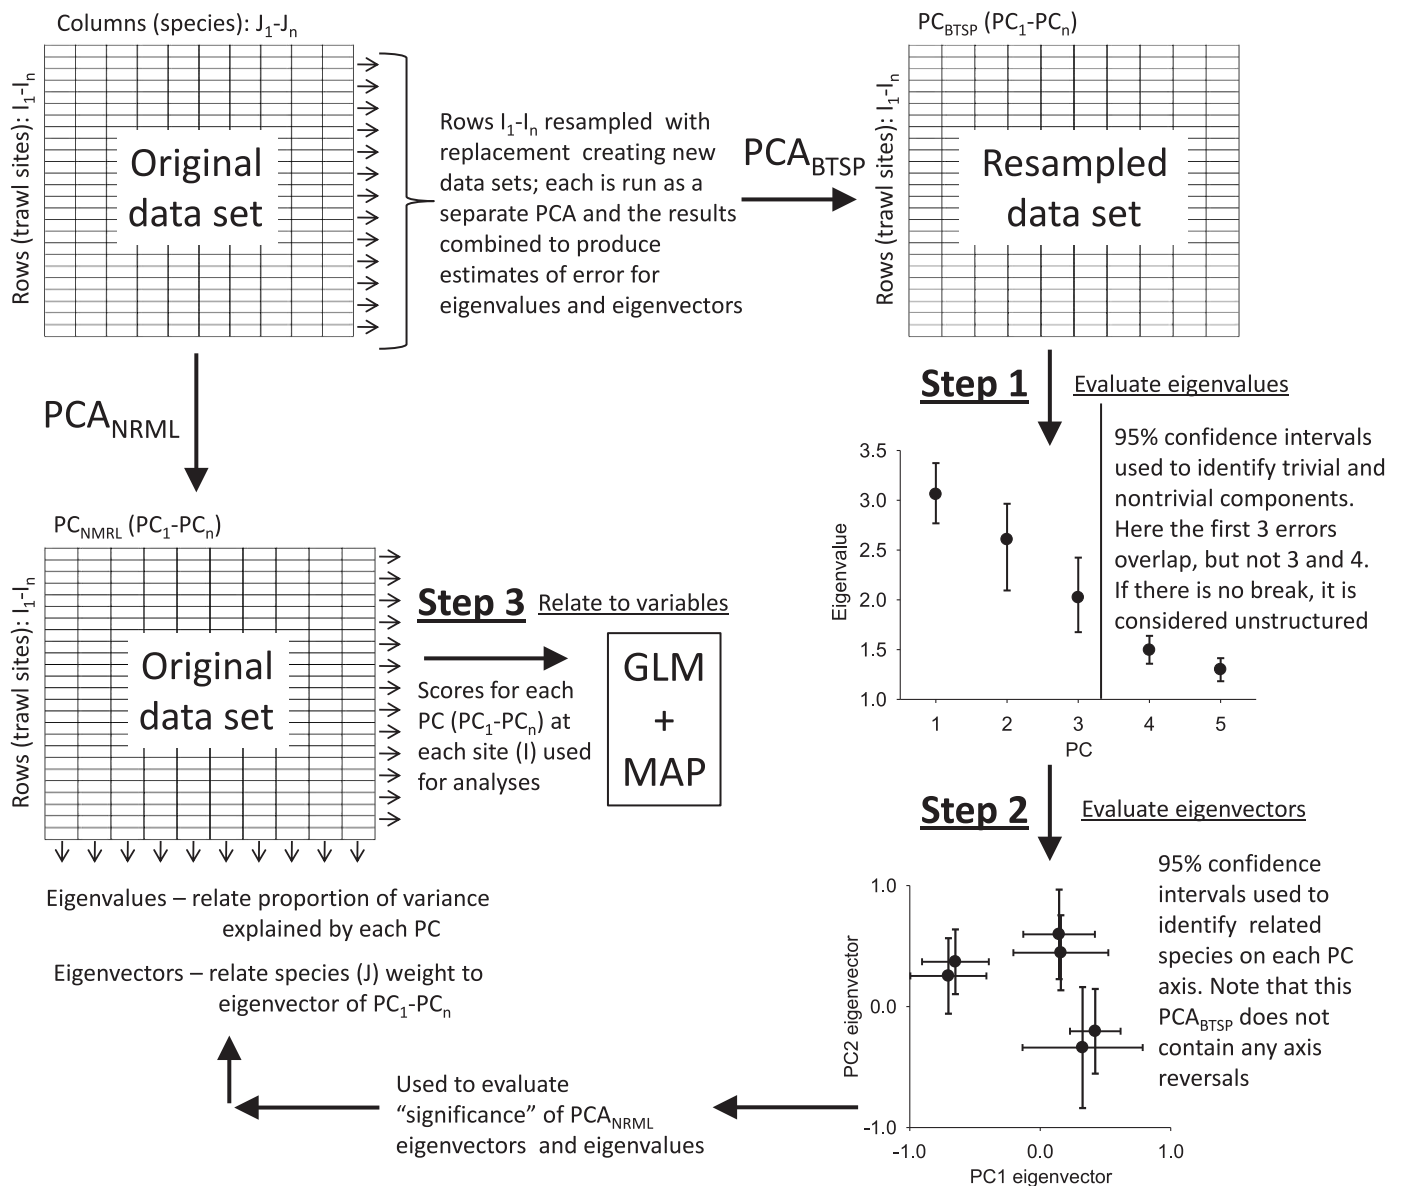 Columns (species): J1-Jn
Rows (trawl sites): I1-In
Original
data set
Rows I1-In resampled with
replacement creating new
data sets; each is run as a
separate PCA and the results
combined to produce
estimates of error for
eigenvalues and eigenvectors
PCABTSP
PCBTSP (PC1-PCn)
Rows (trawl sites): I1-In
Resampled
data set
Step 1
Evaluate eigenvalues
95% confidence intervals
used to identify trivial and
nontrivial components.
Here the first 3 errors
overlap, but not 3 and 4.
If there is no break, it is
considered unstructured
Eigenvalue
3.5
3.0
2.5
2.0
1.5
1.0
1 2 3 4 5
PC
Step 2
Evaluate eigenvectors
95% confidence
intervals used to
identify related
species on each PC
axis. Note that this
PCABTSP does not
contain any axis
reversals
PC2 eigenvector
1.0
0.0
-1.0
-1.0 0.0 1.0
PC1 eigenvector
PCANRML
PCNMRL (PC1-PCn)
Rows (trawl sites): I1-In
Original
data set
Step 3
Relate to variables
Scores for each
PC (PC1-PCn) at
each site (I) used
for analyses
GLM
+
MAP
Eigenvalues – relate proportion of variance
explained by each PC
Eigenvectors – relate species (J) weight to
eigenvector of PC1-PCn
Used to evaluate
“significance” of PCANRML
eigenvectors and eigenvalues